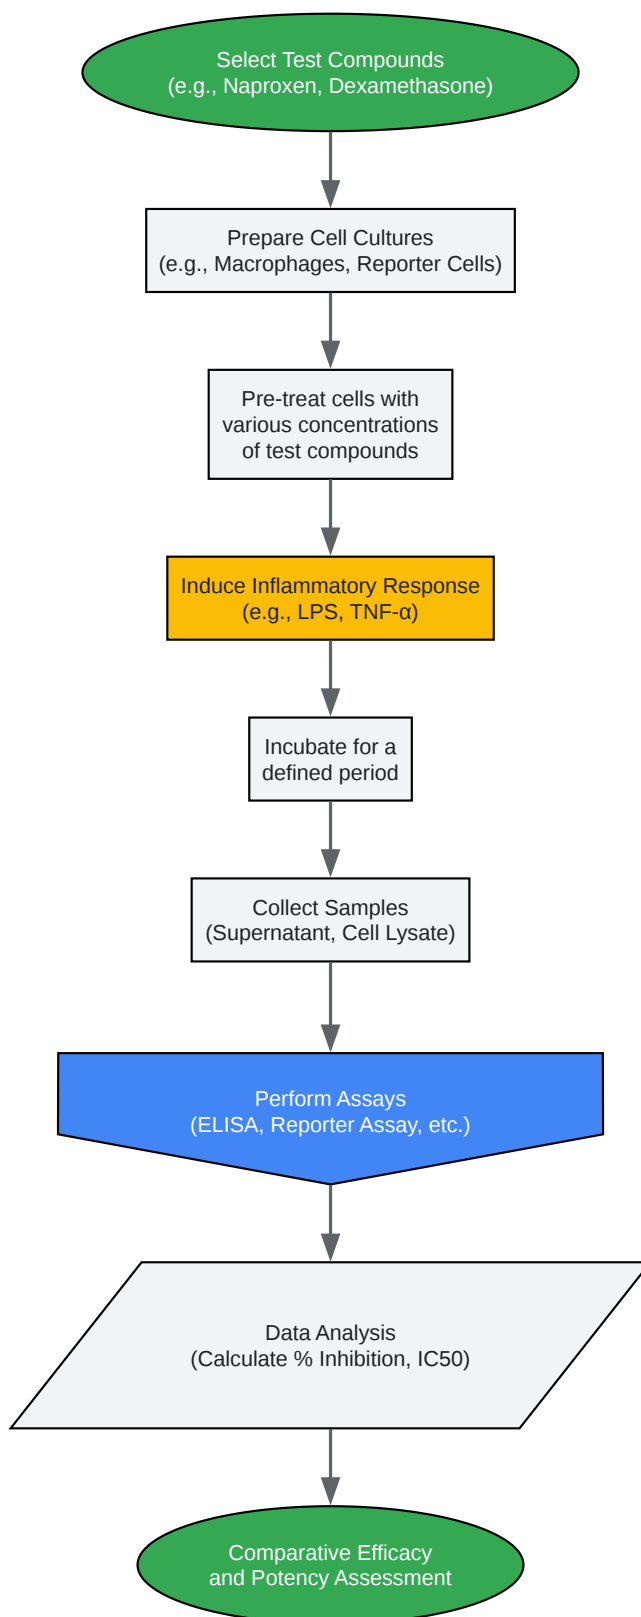 Select Test Compounds
(e.g., Naproxen, Dexamethasone)
Prepare Cell Cultures
(e.g., Macrophages, Reporter Cells)
Pre-treat cells with
various concentrations
of test compounds
Induce Inflammatory Response
(e.g., LPS, TNF-α)
Incubate for a
defined period
Collect Samples
(Supernatant, Cell Lysate)
Perform Assays
(ELISA, Reporter Assay, etc.)
Data Analysis
(Calculate % Inhibition, IC50)
Comparative Efficacy
and Potency Assessment